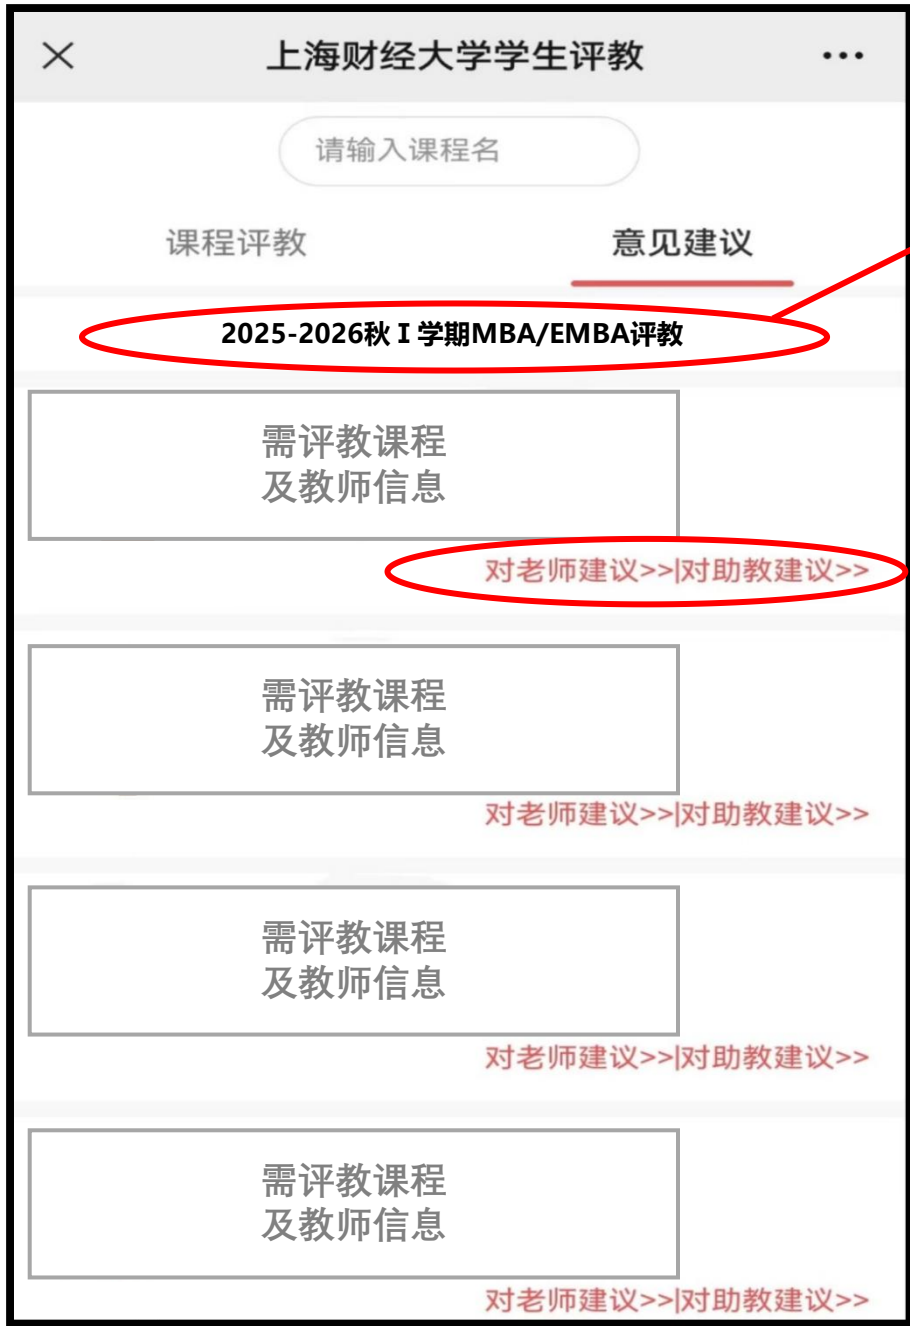 上海财经大学学生评教
请输入课程名
课程评教 意见建议
2025-2026秋 I 学期MBA/EMBA评教
需评教课程
及教师信息
对老师建议>>|对助教建议>>
需评教课程
及教师信息
对老师建议>>|对助教建议>>
需评教课程
及教师信息
对老师建议>>|对助教建议>>
需评教课程
及教师信息
对老师建议>>|对助教建议>>